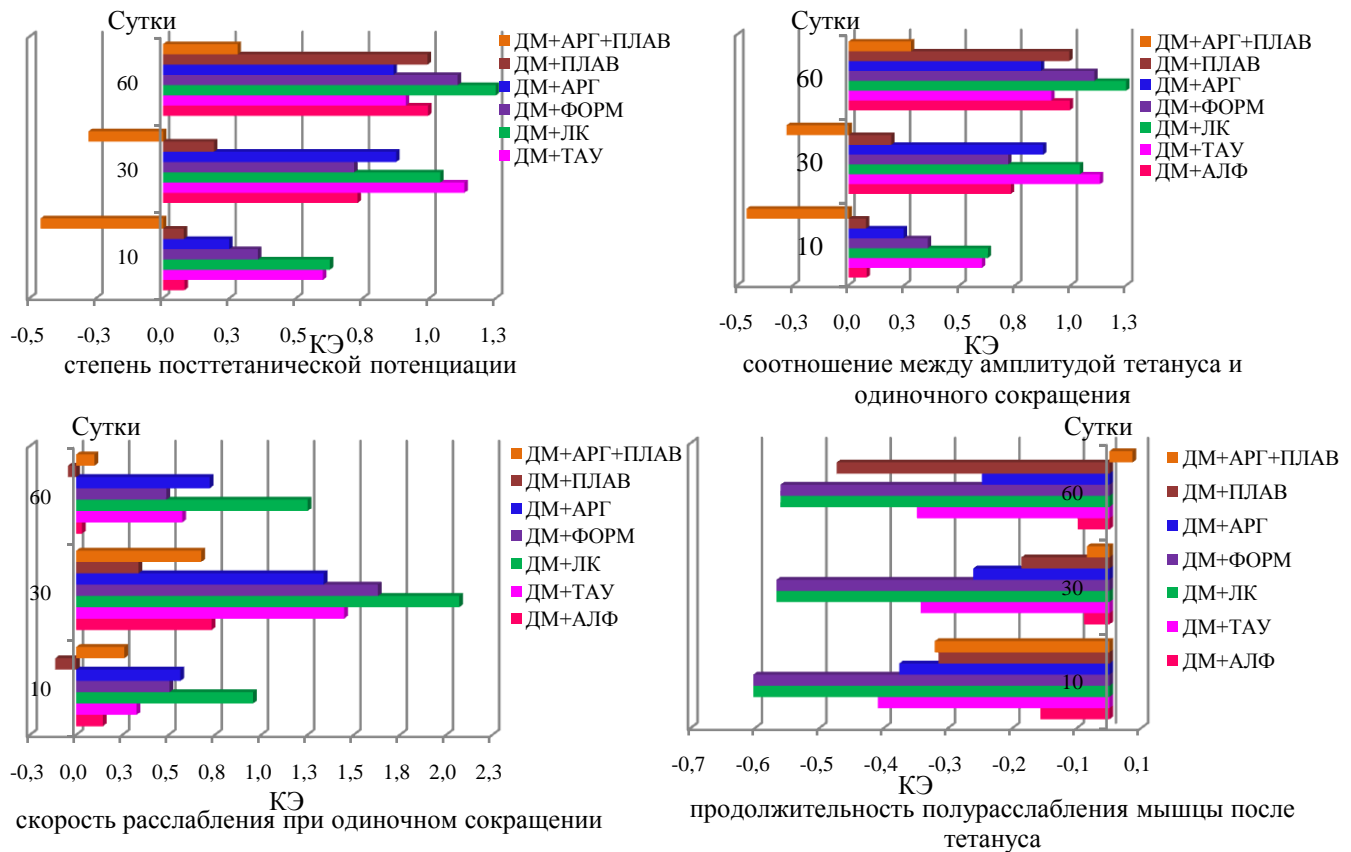 Сутки
ДМ+АРГ+ПЛАВ
ДМ+ПЛАВ
ДМ+АРГ
ДМ+ФОРМ
ДМ+ЛК
ДМ+ТАУ
60
30
10
-0,5 -0,3 0,0 0,3 0,5 0,8 1,0 1,3
КЭ
степень посттетанической потенциации
Сутки
ДМ+АРГ+ПЛАВ
ДМ+ПЛАВ
ДМ+АРГ
ДМ+ФОРМ
ДМ+ЛК
ДМ+ТАУ
ДМ+АЛФ
60
30
10
-0,5 -0,3 0,0 0,3 0,5 0,8 1,0 1,3
КЭ
соотношение между амплитудой тетануса и
одиночного сокращения
Сутки
ДМ+АРГ+ПЛАВ
ДМ+ПЛАВ
ДМ+АРГ
ДМ+ФОРМ
ДМ+ЛК
ДМ+ТАУ
ДМ+АЛФ
60
30
10
-0,3 0,0 0,3 0,5 0,8 1,0 1,3 1,5 1,8 2,0 2,3
КЭ
скорость расслабления при одиночном сокращении
Сутки
ДМ+АРГ+ПЛАВ
ДМ+ПЛАВ
ДМ+АРГ
ДМ+ФОРМ
ДМ+ЛК
ДМ+ТАУ
ДМ+АЛФ
60
30
10
-0,7 -0,6 -0,5 -0,4 -0,3 -0,2 -0,1 0,1
КЭ
продолжительность полурасслабления мышцы после
тетануса